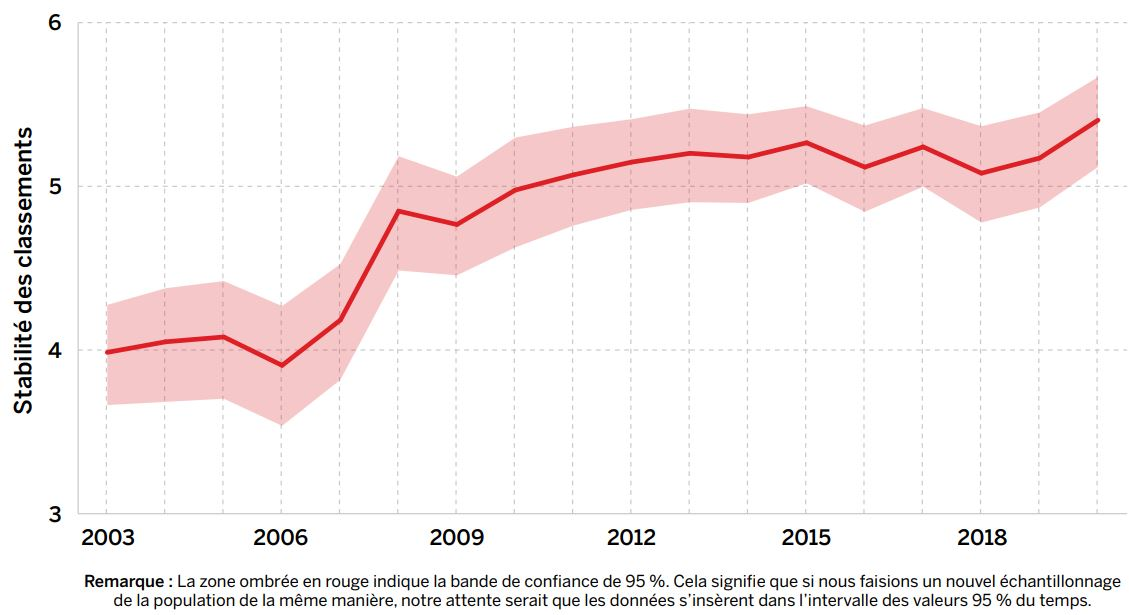 6
5
4
3
Stabilité des classements
2003 2006 2009 2012 2015 2018
Remarque : La zone ombrée en rouge indique la bande de confiance de 95 %. Cela signifie que si nous faisions un nouvel échantillonnage
de la population de la même manière, notre attente serait que les données s’insèrent dans l’intervalle des valeurs 95 % du temps.